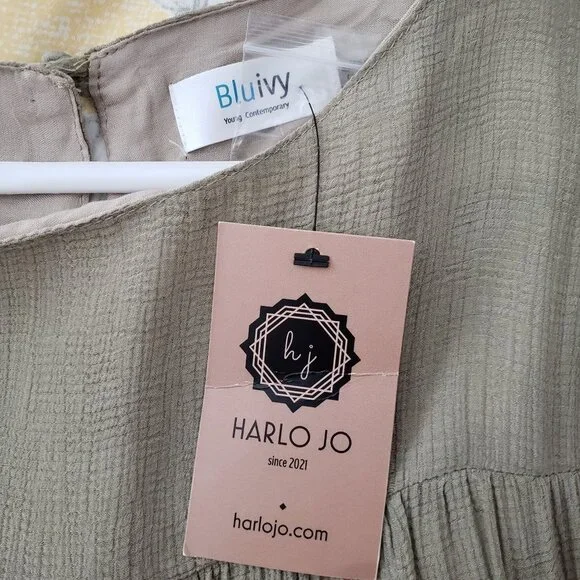 Bluivy
Young Contemporary
hj
HARLO JO
since 2021
harlojo.com